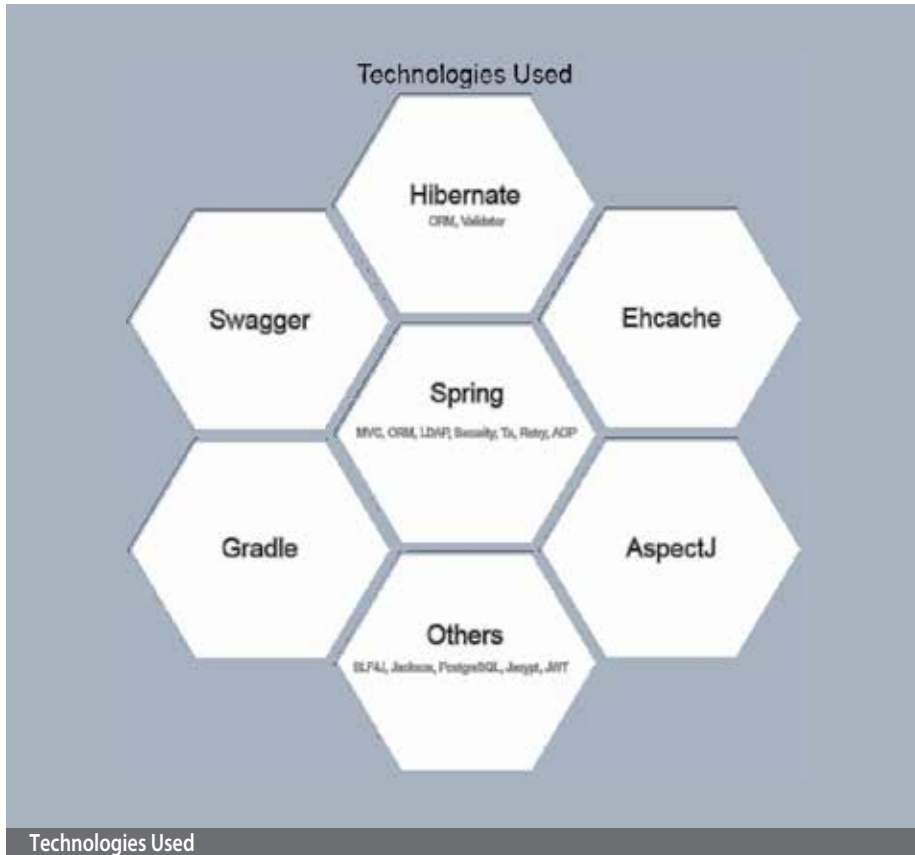 Technologies Used
Hibernate
ORM, Validator
Swagger
Ehcache
Spring
MVC, ORM, LDAP, Security, Tx, Retry, AOP
Gradle
AspectJ
Others
SLF4J, Jackson, PostgreSQL, Jasypt, JWT
Technologies Used